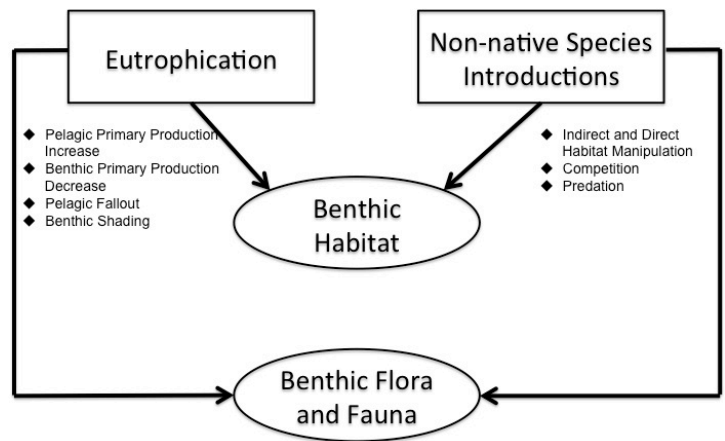 Eutrophication
Non-native Species
Introductions
◆ Pelagic Primary Production
Increase
◆ Benthic Primary Production
Decrease
◆ Pelagic Fallout
◆ Benthic Shading
◆ Indirect and Direct
Habitat Manipulation
◆ Competition
◆ Predation
Benthic
Habitat
Benthic Flora
and Fauna